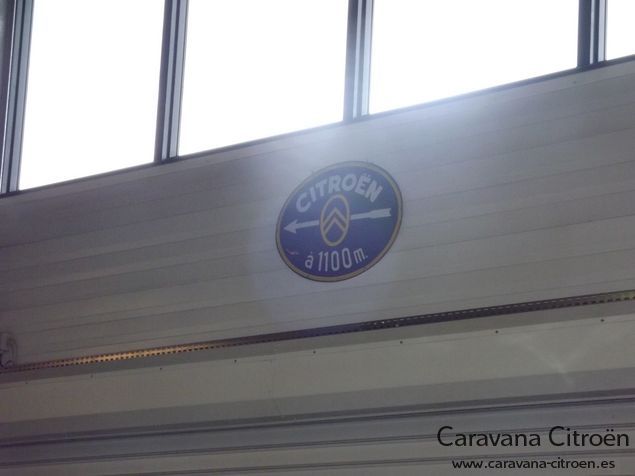 CITROËN
à 1100 m.
Caravana Citroën
www.caravana-citroen.es